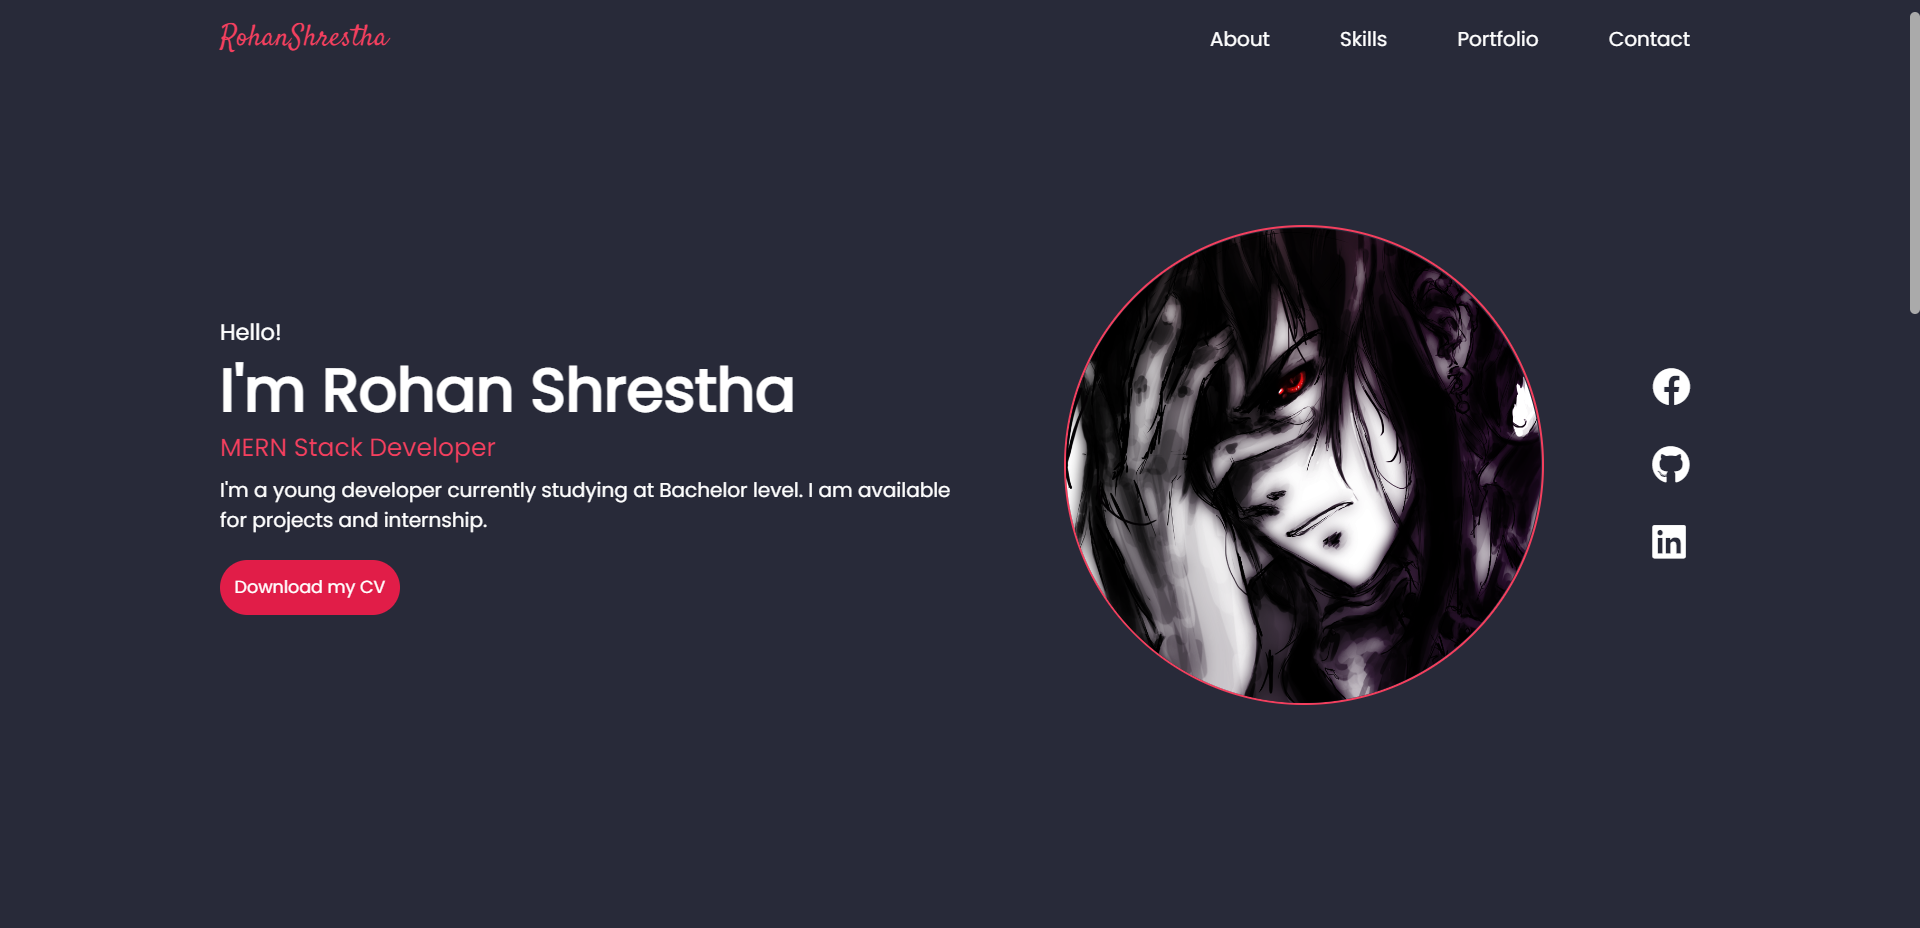 RohanShrestha
About Skills Portfolio Contact
Hello!
I'm Rohan Shrestha
MERN Stack Developer
I'm a young developer currently studying at Bachelor level. I am available
for projects and internship.
Download my CV